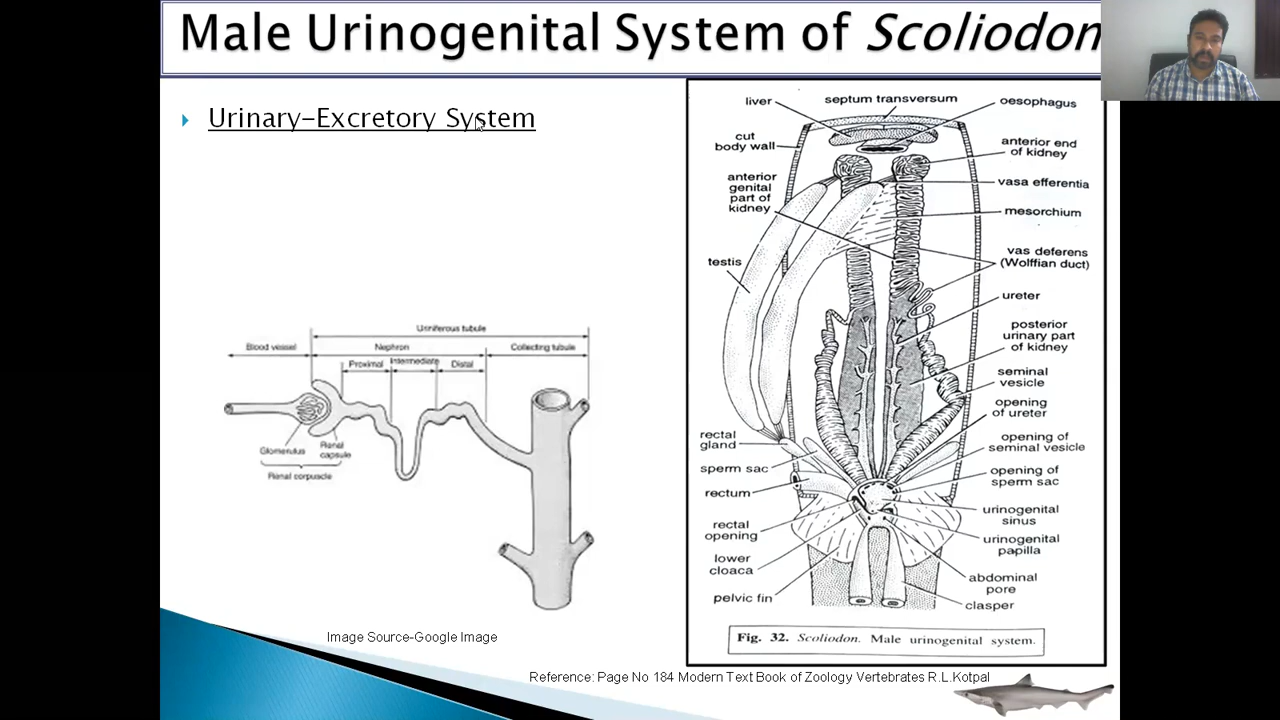 Male Urinogenital System of Scoliodon
Urinary-Excretory System
Uriniferous tubule
Blood vessel
Nephron
Collecting tubule
Proximal
Intermediate
Distal
Glomerulus
Renal
capsule
Renal corpuscle
Image Source-Google Image
liver
septum transversum
oesophagus
cut
body wall
anterior end
of kidney
anterior
genital
part of
kidney
vasa efferentia
mesorchium
testis
vas deferens
(Wolffian duct)
ureter
posterior
urinary part
of kidney
seminal
vesicle
opening
of ureter
rectal
gland
opening of
seminal vesicle
sperm sac
opening of
sperm sac
rectum
urinogenital
sinus
rectal
opening
urinogenital
papilla
lower
cloaca
abdominal
pore
pelvic fin
clasper
Fig. 32. Scoliodon. Male urinogenital system.
Reference: Page No 184 Modern Text Book of Zoology Vertebrates R.L.Kotpal